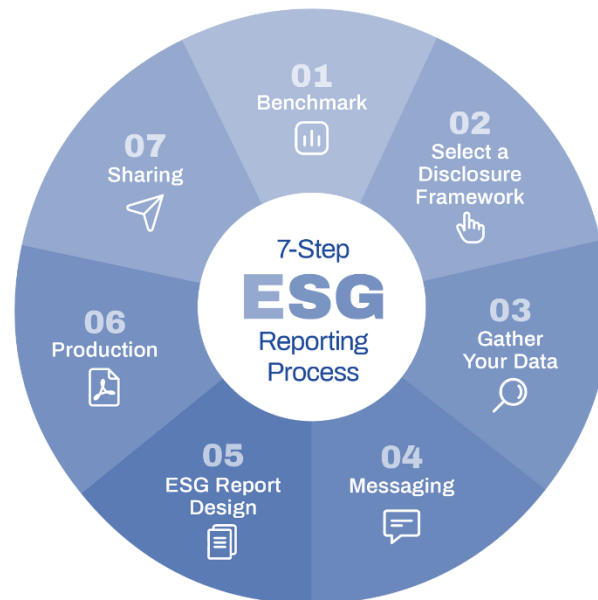 7-Step
ESG
Reporting
Process
01
Benchmark
02
Select a
Disclosure
Framework
03
Gather
Your Data
04
Messaging
05
ESG Report
Design
06
Production
07
Sharing